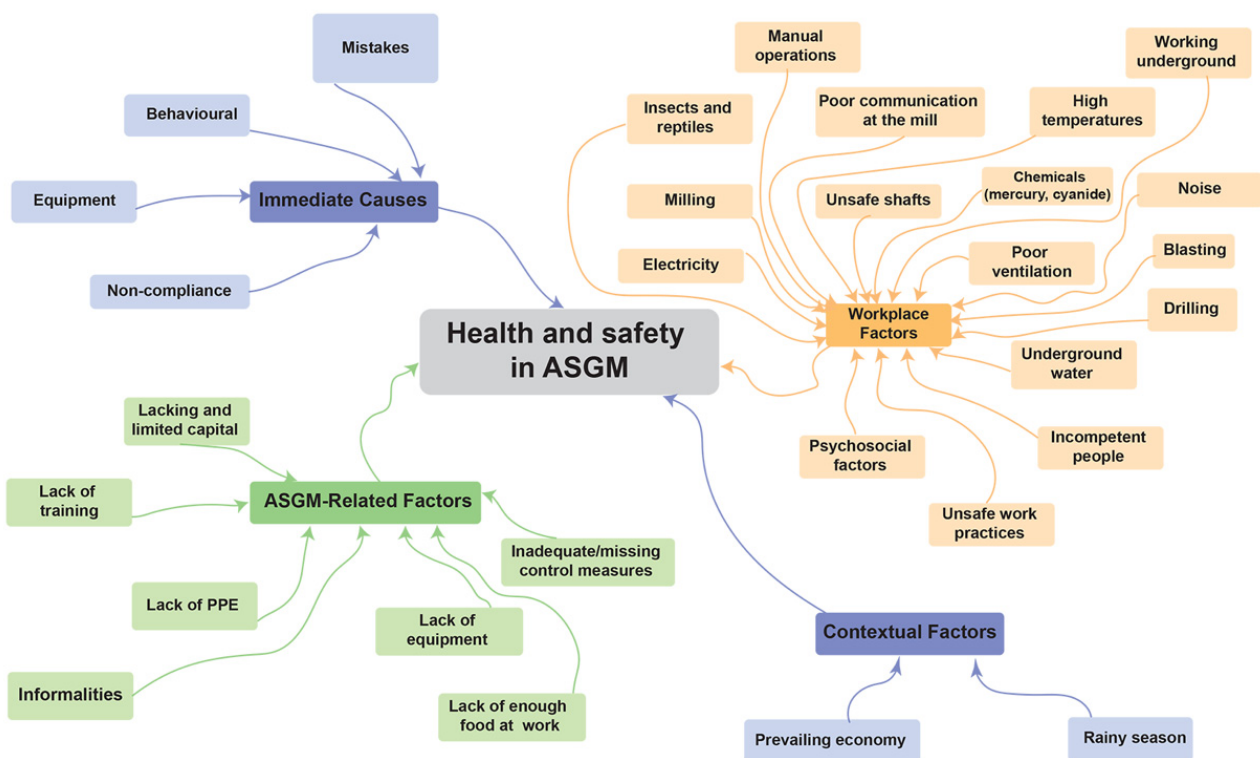 Mistakes
Behavioural
Equipment
Immediate Causes
Non-compliance
Manual
operations
Working
underground
Insects and
reptiles
Poor communication
at the mill
High
temperatures
Milling
Unsafe shafts
Chemicals
(mercury, cyanide)
Noise
Electricity
Poor
ventilation
Blasting
Workplace
Factors
Drilling
Underground
water
Psychosocial
factors
Incompetent
people
Unsafe work
practices
Health and safety
in ASGM
Lacking and
limited capital
Lack of
training
ASGM-Related Factors
Inadequate/missing
control measures
Lack of PPE
Lack of
equipment
Informalities
Lack of enough
food at work
Contextual Factors
Prevailing economy
Rainy season